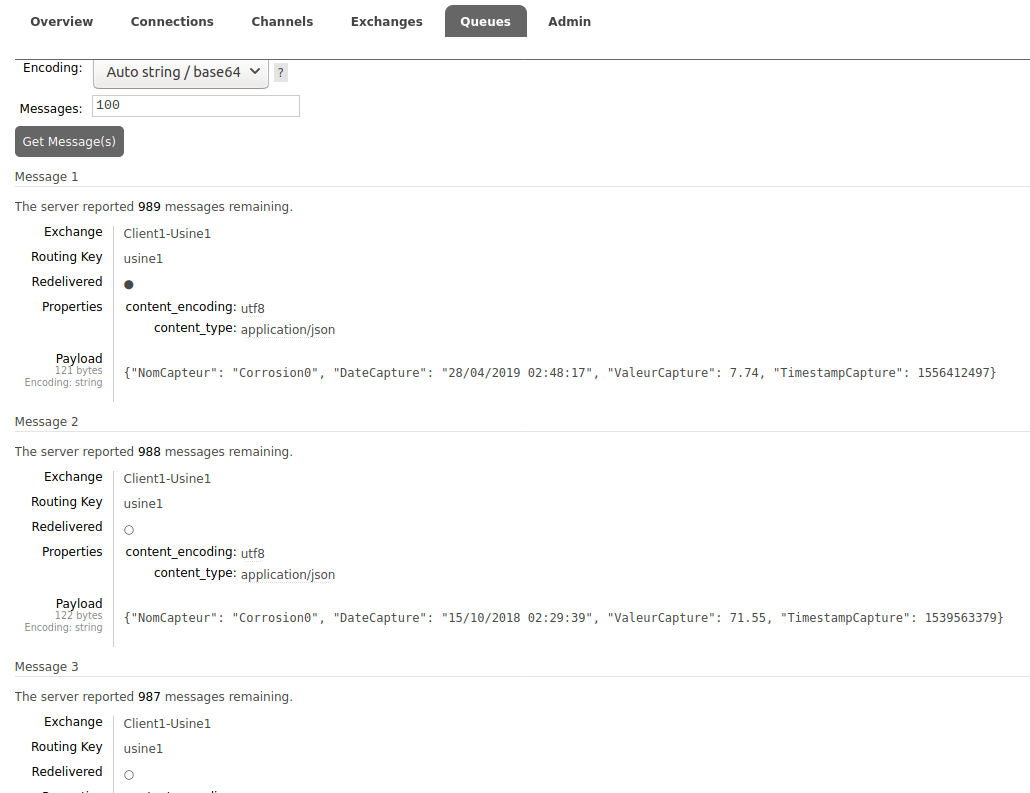 Overview Connections Channels Exchanges Queues Admin
Encoding: Auto string / base64 ?
Messages: 100
Get Message(s)
Message 1
The server reported 989 messages remaining.
Exchange Client1-Usine1
Routing Key usine1
Redelivered ●
Properties content_encoding: utf8
content_type: application/json
Payload
121 bytes
Encoding: string
{"NomCapteur": "Corrosion0", "DateCapture": "28/04/2019 02:48:17", "ValeurCapture": 7.74, "TimestampCapture": 1556412497}
Message 2
The server reported 988 messages remaining.
Exchange Client1-Usine1
Routing Key usine1
Redelivered ○
Properties content_encoding: utf8
content_type: application/json
Payload
122 bytes
Encoding: string
{"NomCapteur": "Corrosion0", "DateCapture": "15/10/2018 02:29:39", "ValeurCapture": 71.55, "TimestampCapture": 1539563379}
Message 3
The server reported 987 messages remaining.
Exchange Client1-Usine1
Routing Key usine1
Redelivered ○